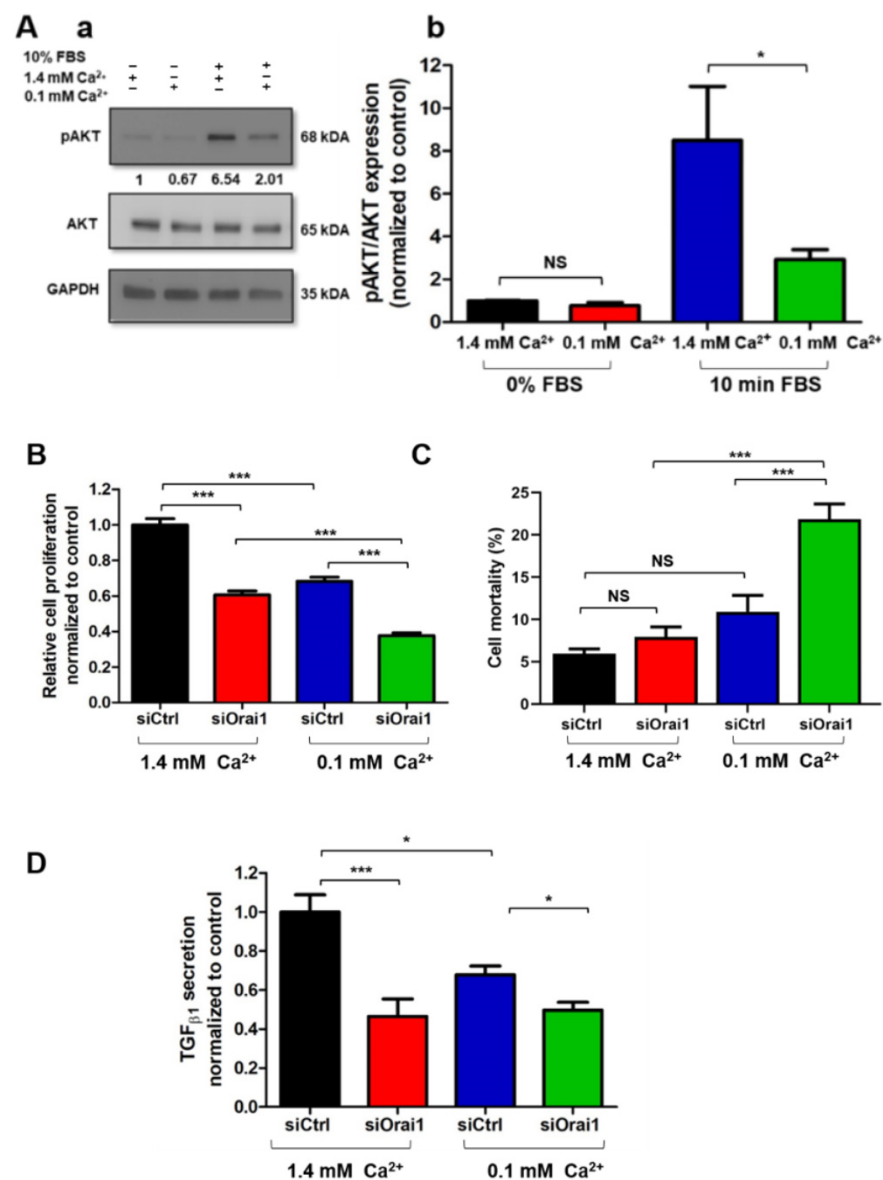 A a
10% FBS – – + +
1.4 mM Ca²⁺ + – + –
0.1 mM Ca²⁺ – + – +
pAKT 68 kDA
1 0.67 6.54 2.01
AKT 65 kDA
GAPDH 35 kDA
b
pAKT/AKT expression
(normalized to control)
12
10
8
6
4
2
0
*
NS
1.4 mM Ca²⁺ 0.1 mM Ca²⁺ 1.4 mM Ca²⁺ 0.1 mM Ca²⁺
0% FBS 10 min FBS
B
Relative cell proliferation
normalized to control
1.2
1.0
0.8
0.6
0.4
0.2
0.0
***
***
***
***
siCtrl siOrai1 siCtrl siOrai1
1.4 mM Ca²⁺ 0.1 mM Ca²⁺
C
Cell mortality (%)
25
20
15
10
5
0
***
***
NS
NS
siCtrl siOrai1 siCtrl siOrai1
1.4 mM Ca²⁺ 0.1 mM Ca²⁺
D
TGFβ1 secretion
normalized to control
1.2
1.0
0.8
0.6
0.4
0.2
0.0
*
***
*
siCtrl siOrai1 siCtrl siOrai1
1.4 mM Ca²⁺ 0.1 mM Ca²⁺